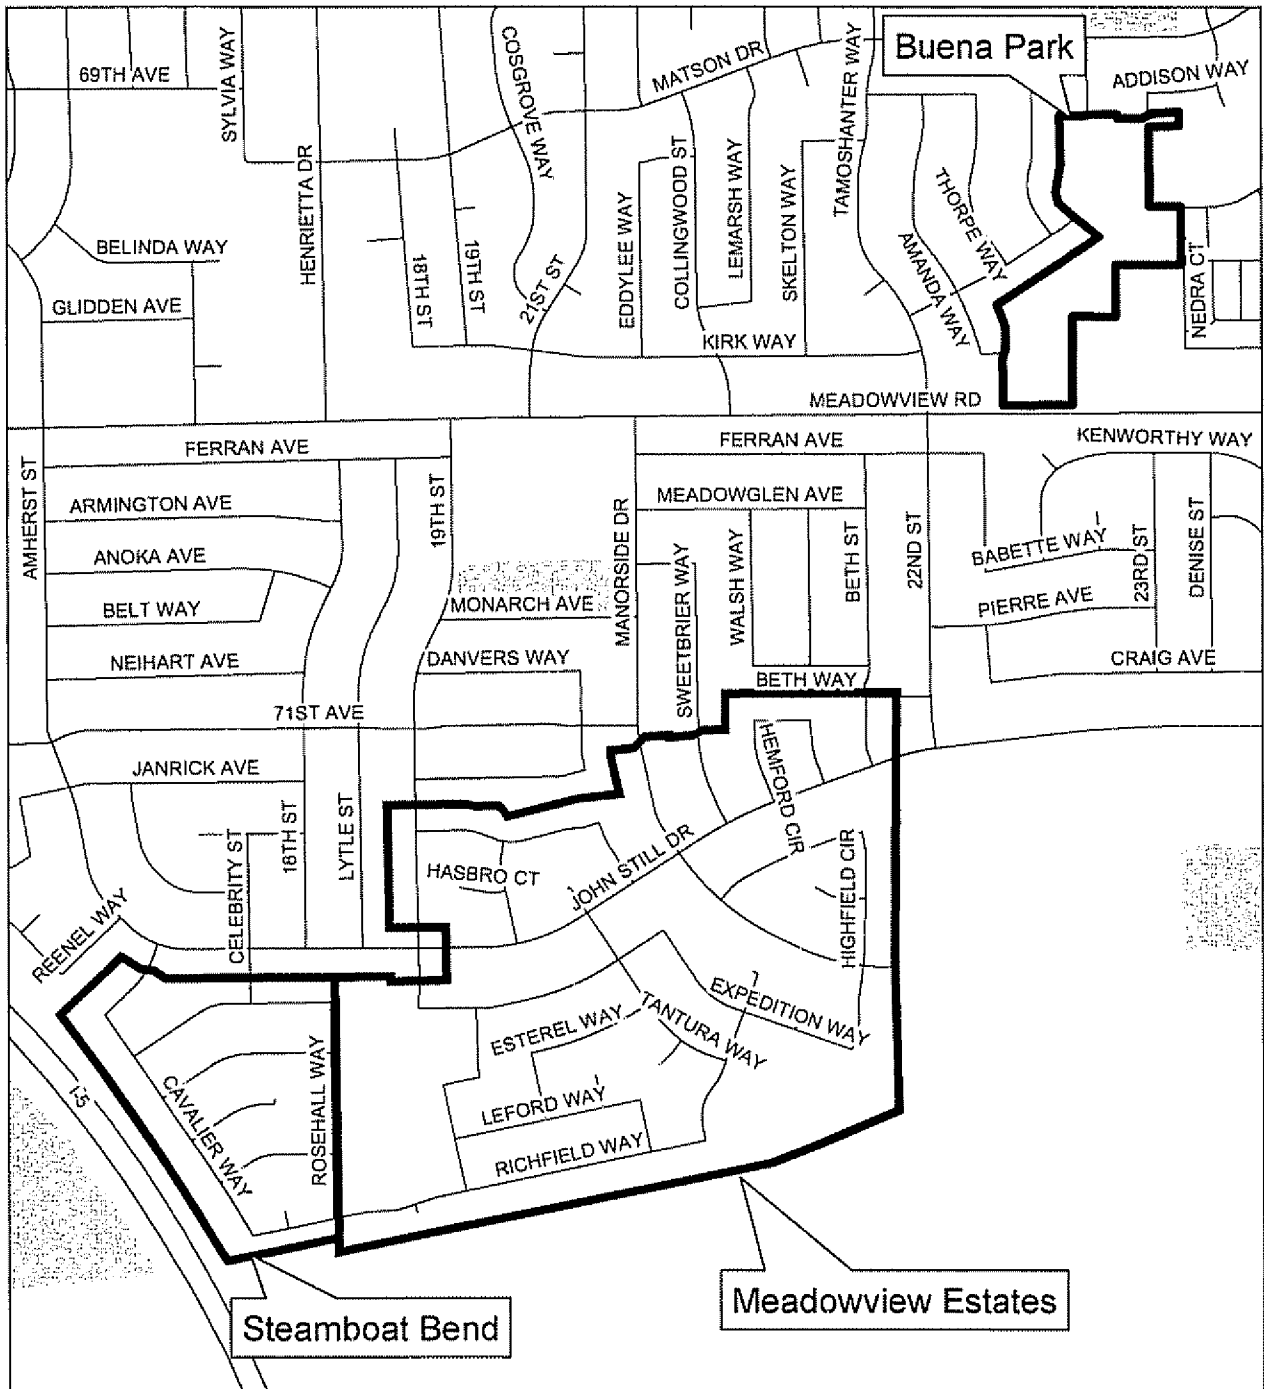 Buena Park
69TH AVE
SYLVIA WAY
COSGROVE WAY
MATSON DR
TAMOSHANTER WAY
ADDISON WAY
HENRIETTA DR
EDDYLEE WAY
COLLINGWOOD ST
LEMARSH WAY
SKELTON WAY
THORPE WAY
AMANDA WAY
BELINDA WAY
18TH ST
19TH ST
21ST ST
NEDRA CT
GLIDDEN AVE
KIRK WAY
MEADOWVIEW RD
FERRAN AVE
FERRAN AVE
KENWORTHY WAY
AMHERST ST
ARMINGTON AVE
19TH ST
MANORSIDE DR
MEADOWGLEN AVE
BETH ST
22ND ST
ANOKA AVE
SWEETBRIER WAY
WALSH WAY
BABETTE WAY
23RD ST
DENISE ST
BELT WAY
MONARCH AVE
PIERRE AVE
NEIHART AVE
DANVERS WAY
BETH WAY
CRAIG AVE
71ST AVE
HEMFORD CIR
JANRICK AVE
CELEBRITY ST
18TH ST
LYTLE ST
HASBRO CT
JOHN STILL DR
HIGHFIELD CIR
REENEL WAY
EXPEDITION WAY
ESTEREL WAY
TANTURA WAY
I-5
CAVALIER WAY
ROSEHALL WAY
LEFORD WAY
RICHFIELD WAY
Steamboat Bend
Meadowview Estates